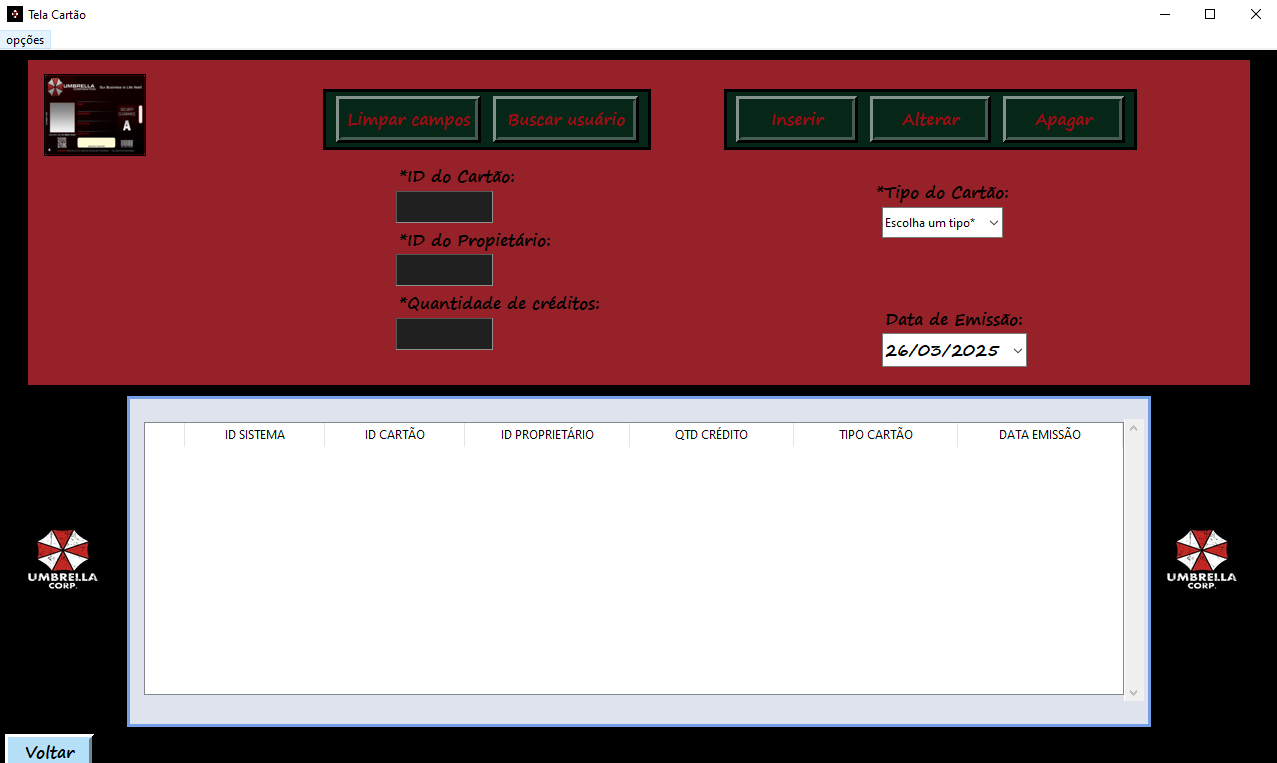 Tela Cartão
opções
UMBRELLA
Our Business Is Life Itself
SECURITY
CLEARANCE
A
Limpar campos
Buscar usuário
Inserir
Alterar
Apagar
*ID do Cartão:
*Tipo do Cartão:
Escolha um tipo*
*ID do Propietário:
*Quantidade de créditos:
Data de Emissão:
26/03/2025
ID SISTEMA
ID CARTÃO
ID PROPRIETÁRIO
QTD CRÉDITO
TIPO CARTÃO
DATA EMISSÃO
UMBRELLA
CORP.
UMBRELLA
CORP.
Voltar